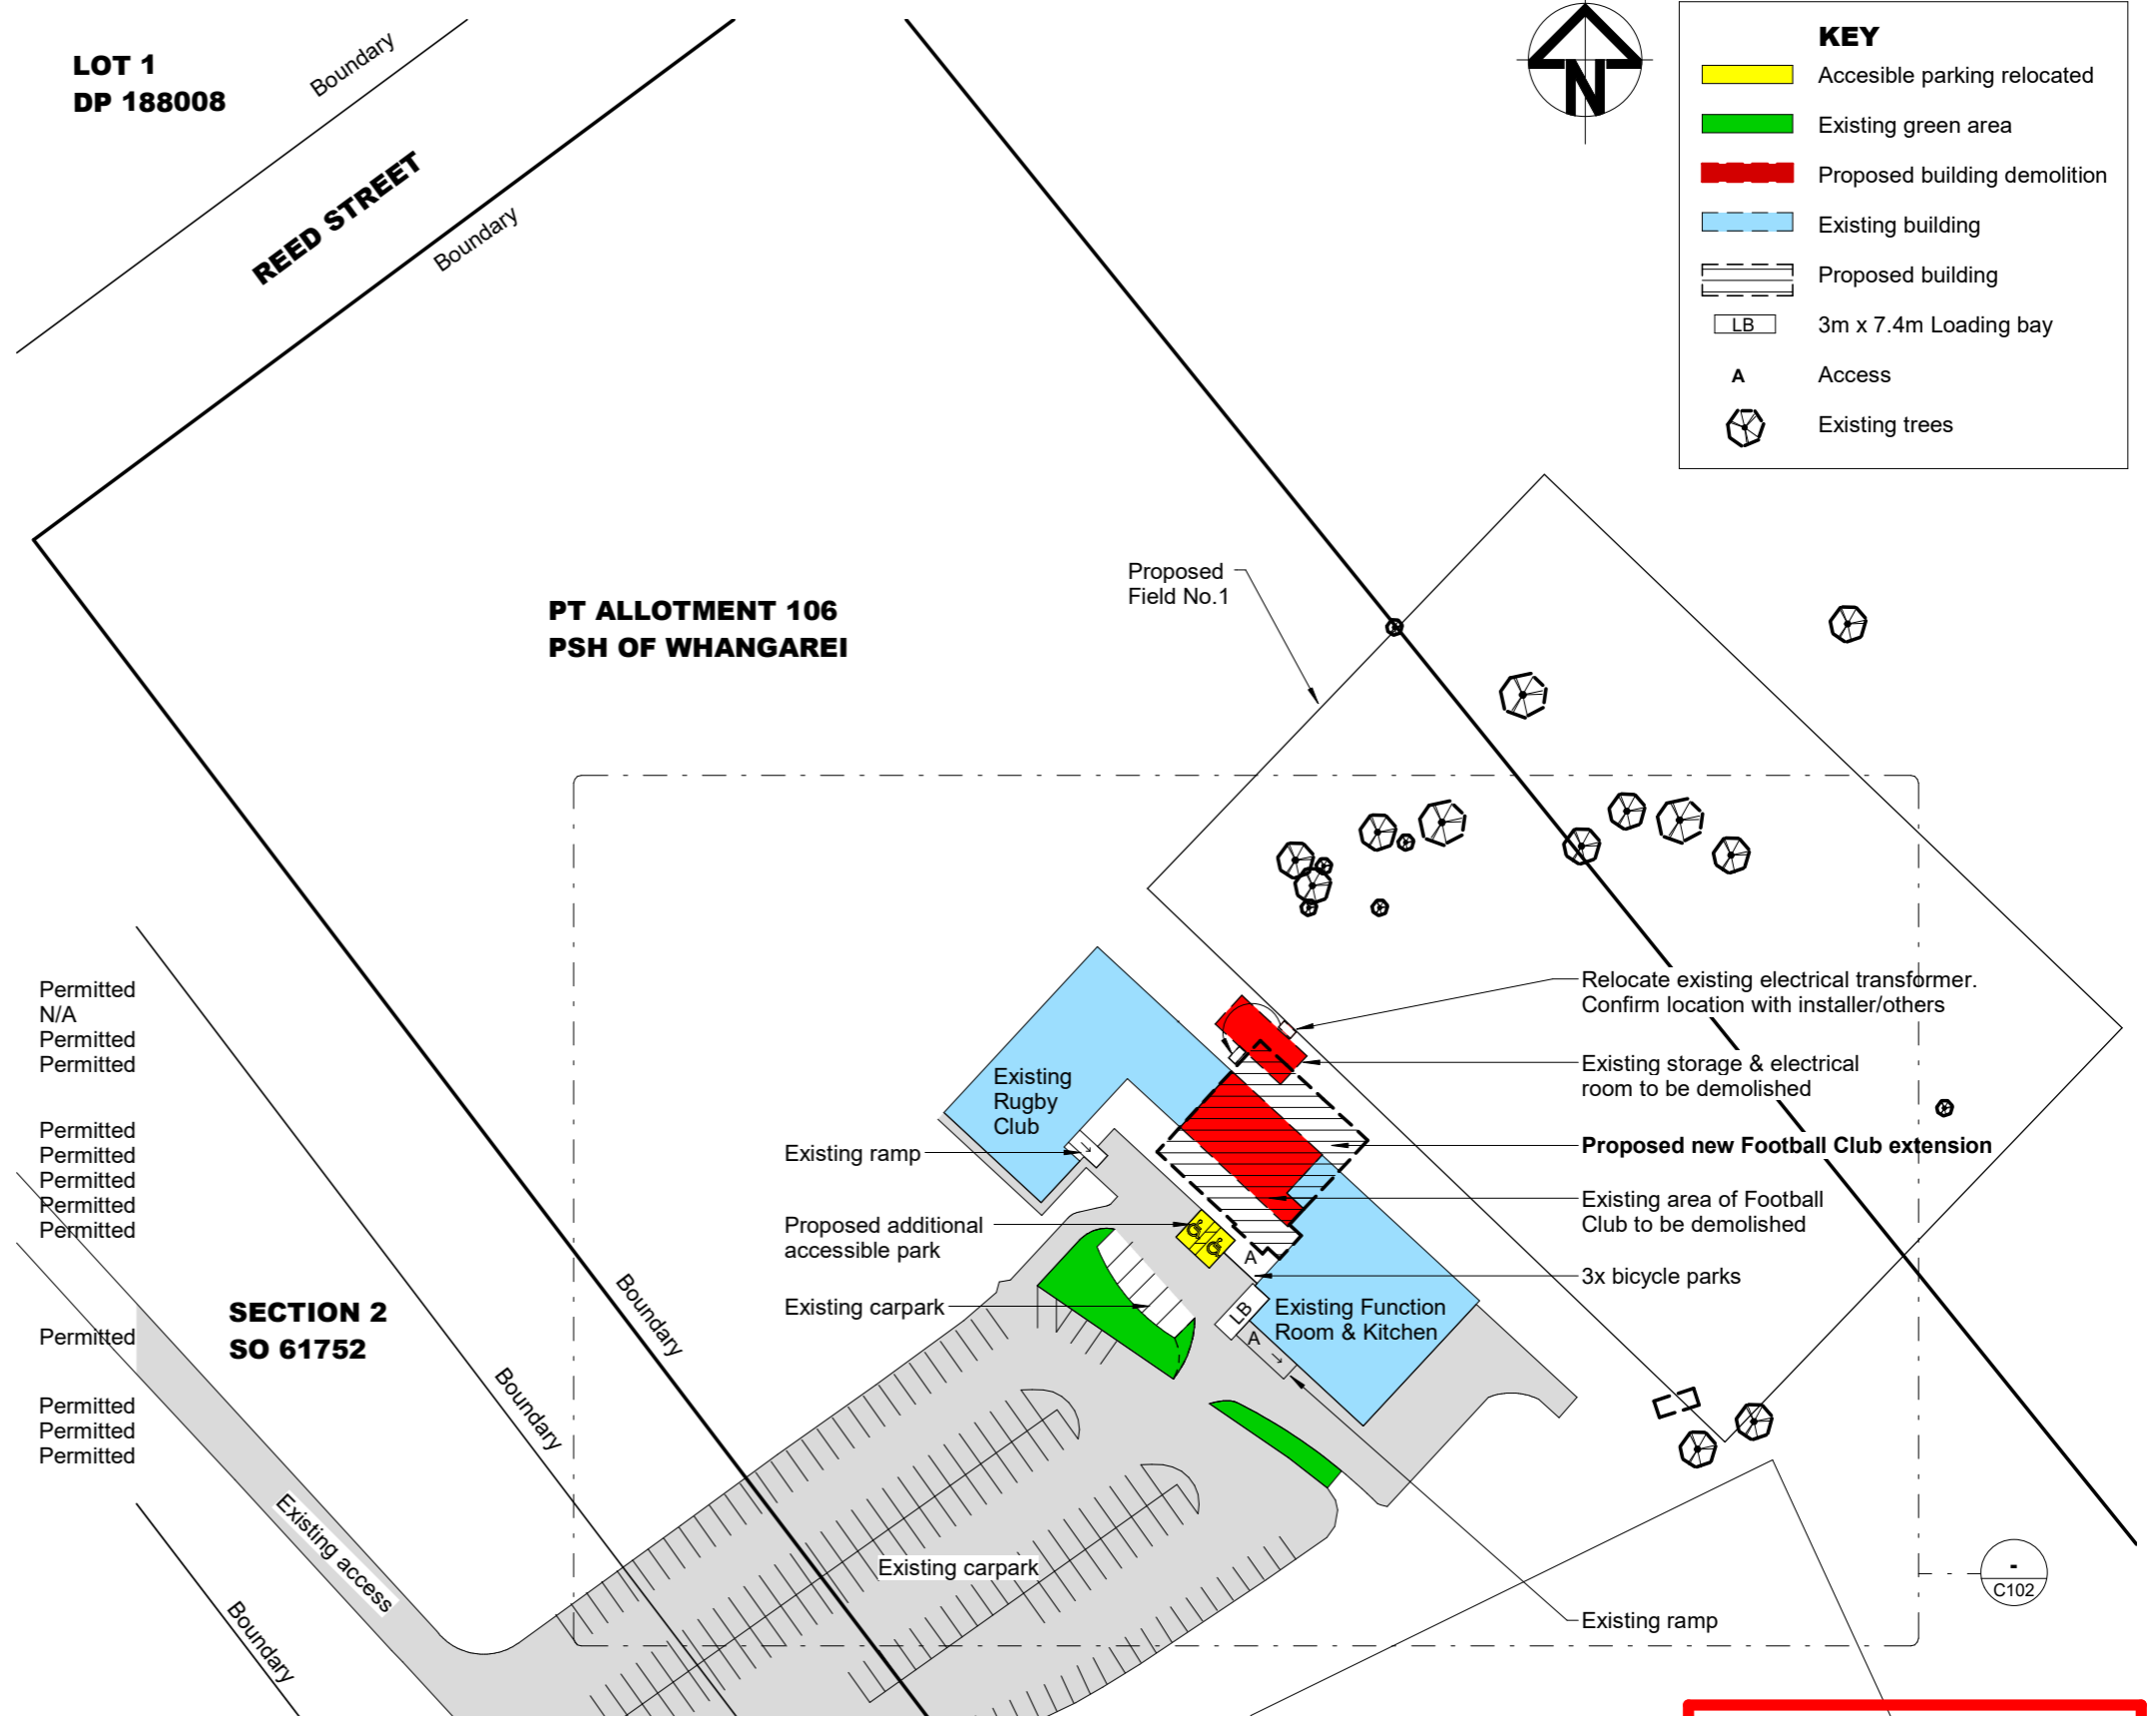 LOT 1
DP 188008
Boundary
REED STREET
Boundary
N
KEY
Accesible parking relocated
Existing green area
Proposed building demolition
Existing building
Proposed building
LB
3m x 7.4m Loading bay
A
Access
Existing trees
PT ALLOTMENT 106
PSH OF WHANGAREI
Proposed
Field No.1
Permitted
N/A
Permitted
Permitted
Permitted
Permitted
Permitted
Permitted
Permitted
Permitted
Permitted
Permitted
Permitted
SECTION 2
SO 61752
Boundary
Boundary
Boundary
Existing access
Existing
Rugby
Club
Existing ramp
Proposed additional
accessible park
Existing carpark
Relocate existing electrical transformer.
Confirm location with installer/others
Existing storage & electrical
room to be demolished
Proposed new Football Club extension
Existing area of Football
Club to be demolished
A
3x bicycle parks
LB
A
Existing Function
Room & Kitchen
Existing carpark
Existing ramp
-
C102